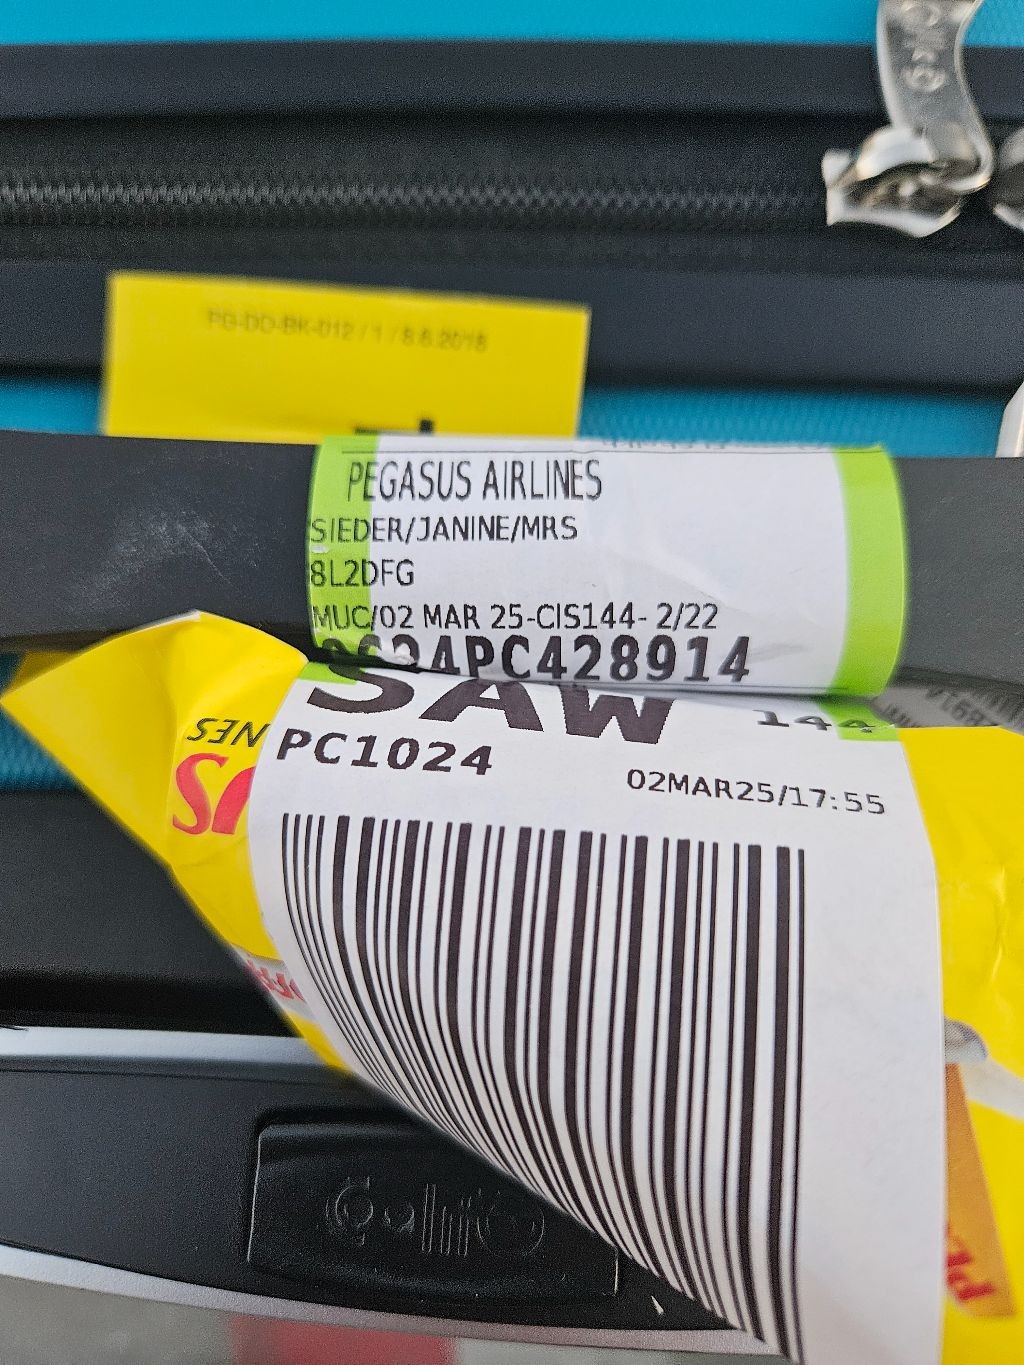 PG-DO-BK-012 / 1 / 8.6.2018
PEGASUS AIRLINES
SIEDER/JANINE/MRS
8L2DFG
MUC/02 MAR 25-CIS144- 2/22
24PC428914
SAW 144
PC1024
02MAR25/17:55